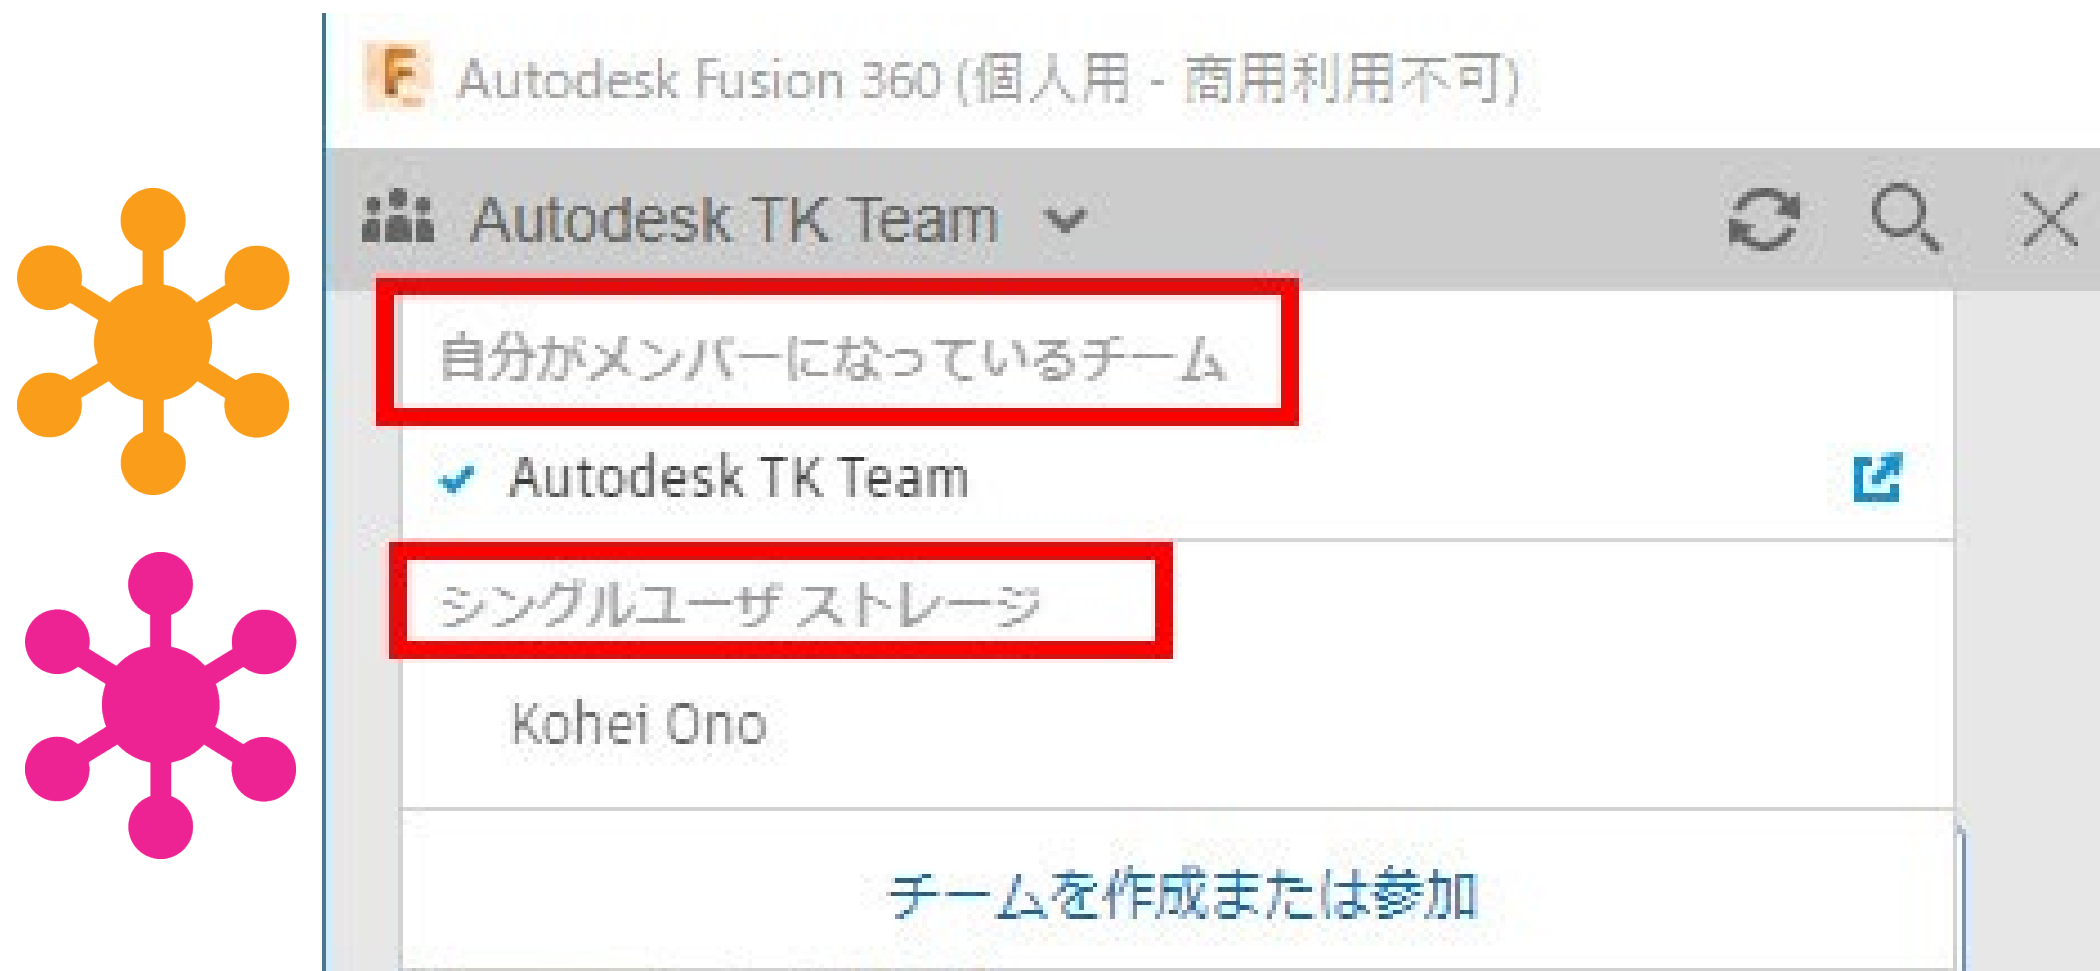 Autodesk Fusion 360 (個人用 - 商用利用不可)
Autodesk TK Team
自分がメンバーになっているチーム
Autodesk TK Team
シングルユーザ ストレージ
Kohei Ono
チームを作成または参加